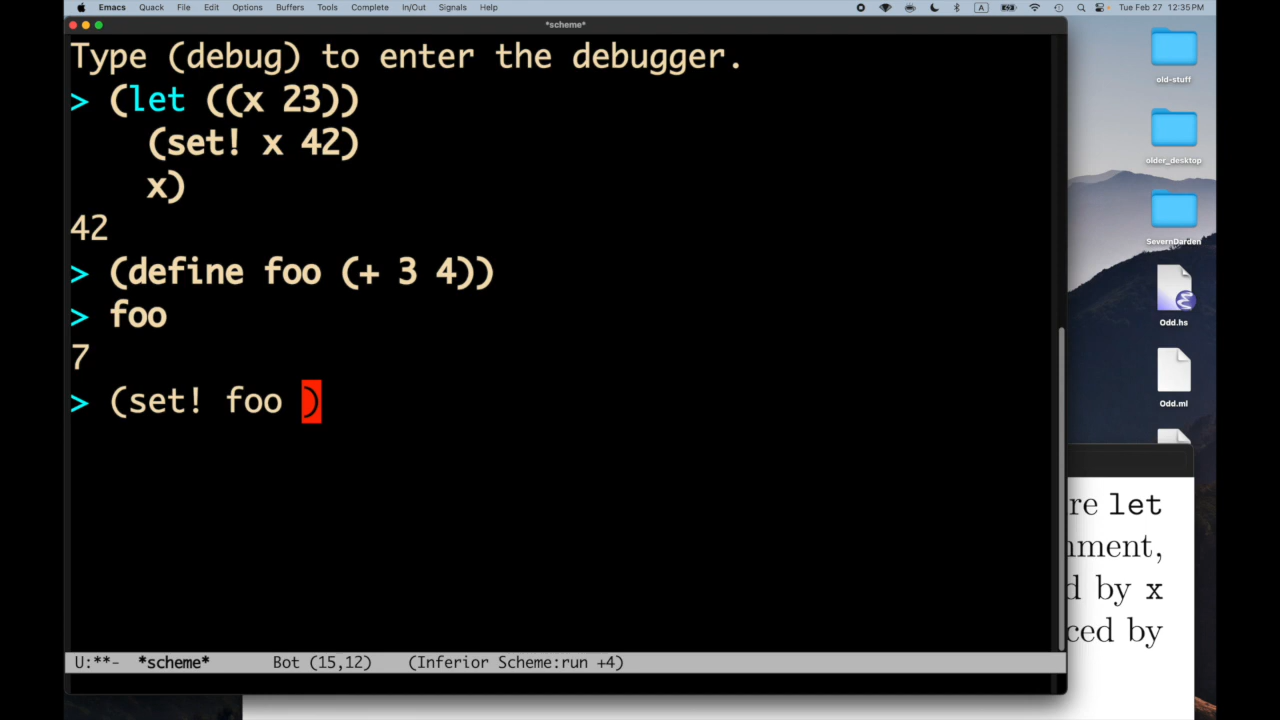 Emacs Quack File Edit Options Buffers Tools Complete In/Out Signals Help
A
Tue Feb 27 12:35 PM
*scheme*
Type (debug) to enter the debugger.
> (let ((x 23))
(set! x 42)
x)
42
> (define foo (+ 3 4))
> foo
7
> (set! foo )
U:**- *scheme* Bot (15,12) (Inferior Scheme:run +4)
old-stuff
older_desktop
SevernDarden
Odd.hs
Odd.ml
re let
nment,
d by x
ced by